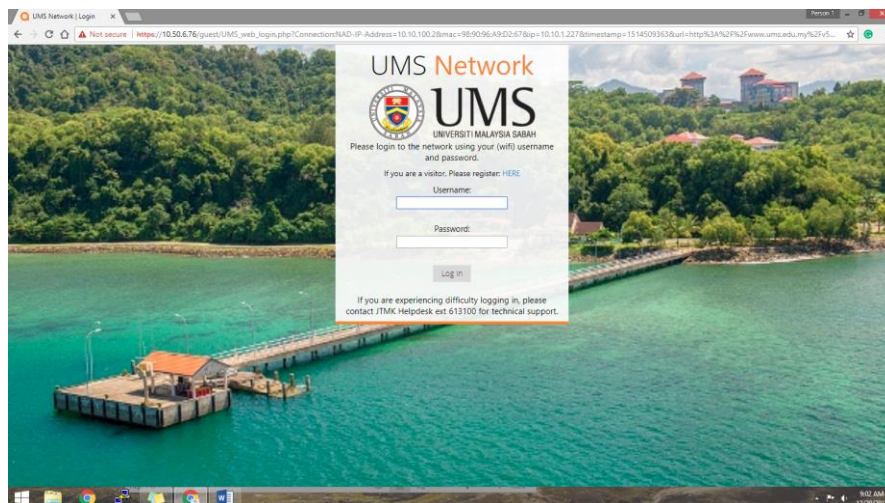 UMS Network | Login
Person 1
Not secure | https://10.50.6.76/guest/UMS_web_login.php?Connection:NAD-IP-Address=10.10.100.2&mac=98:90:96:A9:D2:67&ip=10.10.1.227&timestamp=1514509363&url=http%3A%2F%2Fwww.ums.edu.my%2Fv5...
UMS Network
UMS
UNIVERSITI MALAYSIA SABAH
Please login to the network using your (wifi) username
and password.
If you are a visitor, Please register: HERE
Username:
Password:
Log in
If you are experiencing difficulty logging in, please
contact JTMK Helpdesk ext 613100 for technical support.
9:02 AM